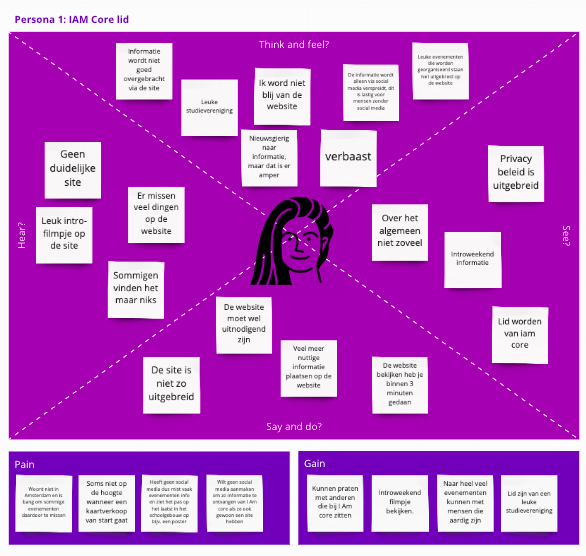 Persona 1: IAM Core lid
Think and feel?
Informatie
wordt niet
goed
overgebracht
via de site
Leuke
studievereniging
Ik word niet
blij van de
website
De informatie wordt
alleen via social
media verspreidt, dit
is lastig voor
mensen zonder
social media
Leuke evenementen
die worden
georganiseerd staan
niet uitgebreid op
de website
Nieuwsgierig
naar
informatie,
maar dat is er
amper
verbaast
Hear?
Geen
duidelijke
site
Er missen
veel dingen
op de
website
Leuk intro-
filmpje op
de site
Sommigen
vinden het
maar niks
See?
Privacy
beleid is
uitgebreid
Over het
algemeen
niet zoveel
Introweekend
informatie
Lid worden
van iam
core
De website
moet wel
uitnodigend
zijn
De site is
niet zo
uitgebreid
Veel meer
nuttige
informatie
plaatsen op de
website
De website
bekijken heb je
binnen 3
minuten
gedaan
Say and do?
Pain
Woont niet in
Amsterdam en is
bang om sommige
evenementen
daardoor te missen
Soms niet op
de hoogte
wanneer een
kaartverkoop
van start gaat
Heeft geen social
media dus mist vaak
evenementen info
en ziet het pas op
het laatst in het
schoolgebouw op
bijv. een poster
Wilt geen social
media aanmaken
om zo informatie te
ontvangen van I Am
core als ze ook
gewoon een site
hebben
Gain
Kunnen praten
met anderen
die bij I Am
Core zitten
Introweekend
filmpje
bekijken.
Naar heel veel
evenementen
kunnen met
mensen die
aardig zijn
Lid zijn van een
leuke
studievereniging